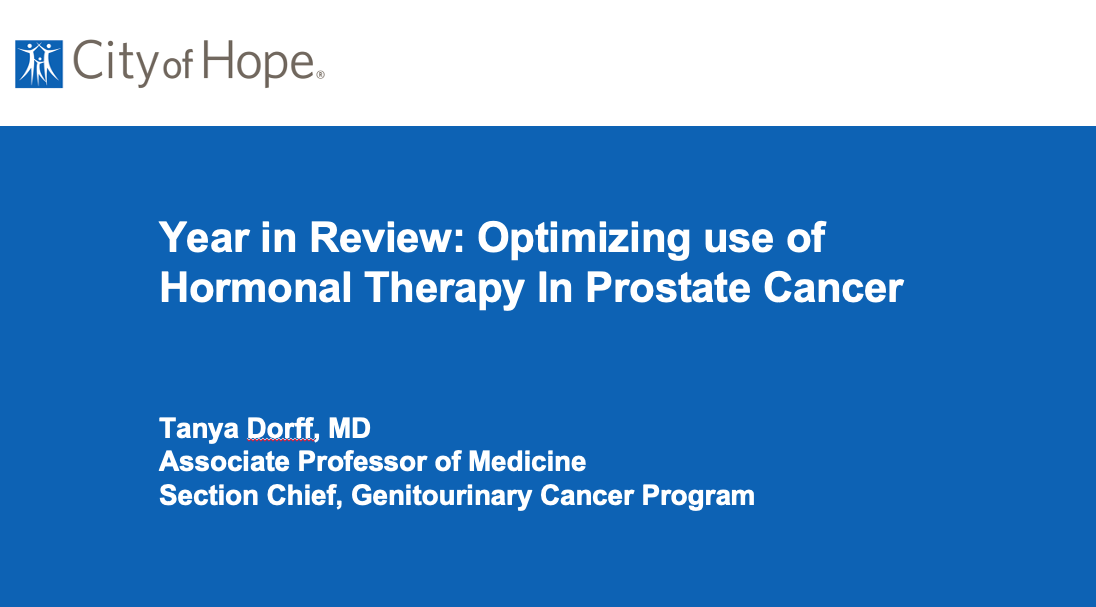 City of Hope®
Year in Review: Optimizing use of
Hormonal Therapy In Prostate Cancer
Tanya Dorff, MD
Associate Professor of Medicine
Section Chief, Genitourinary Cancer Program